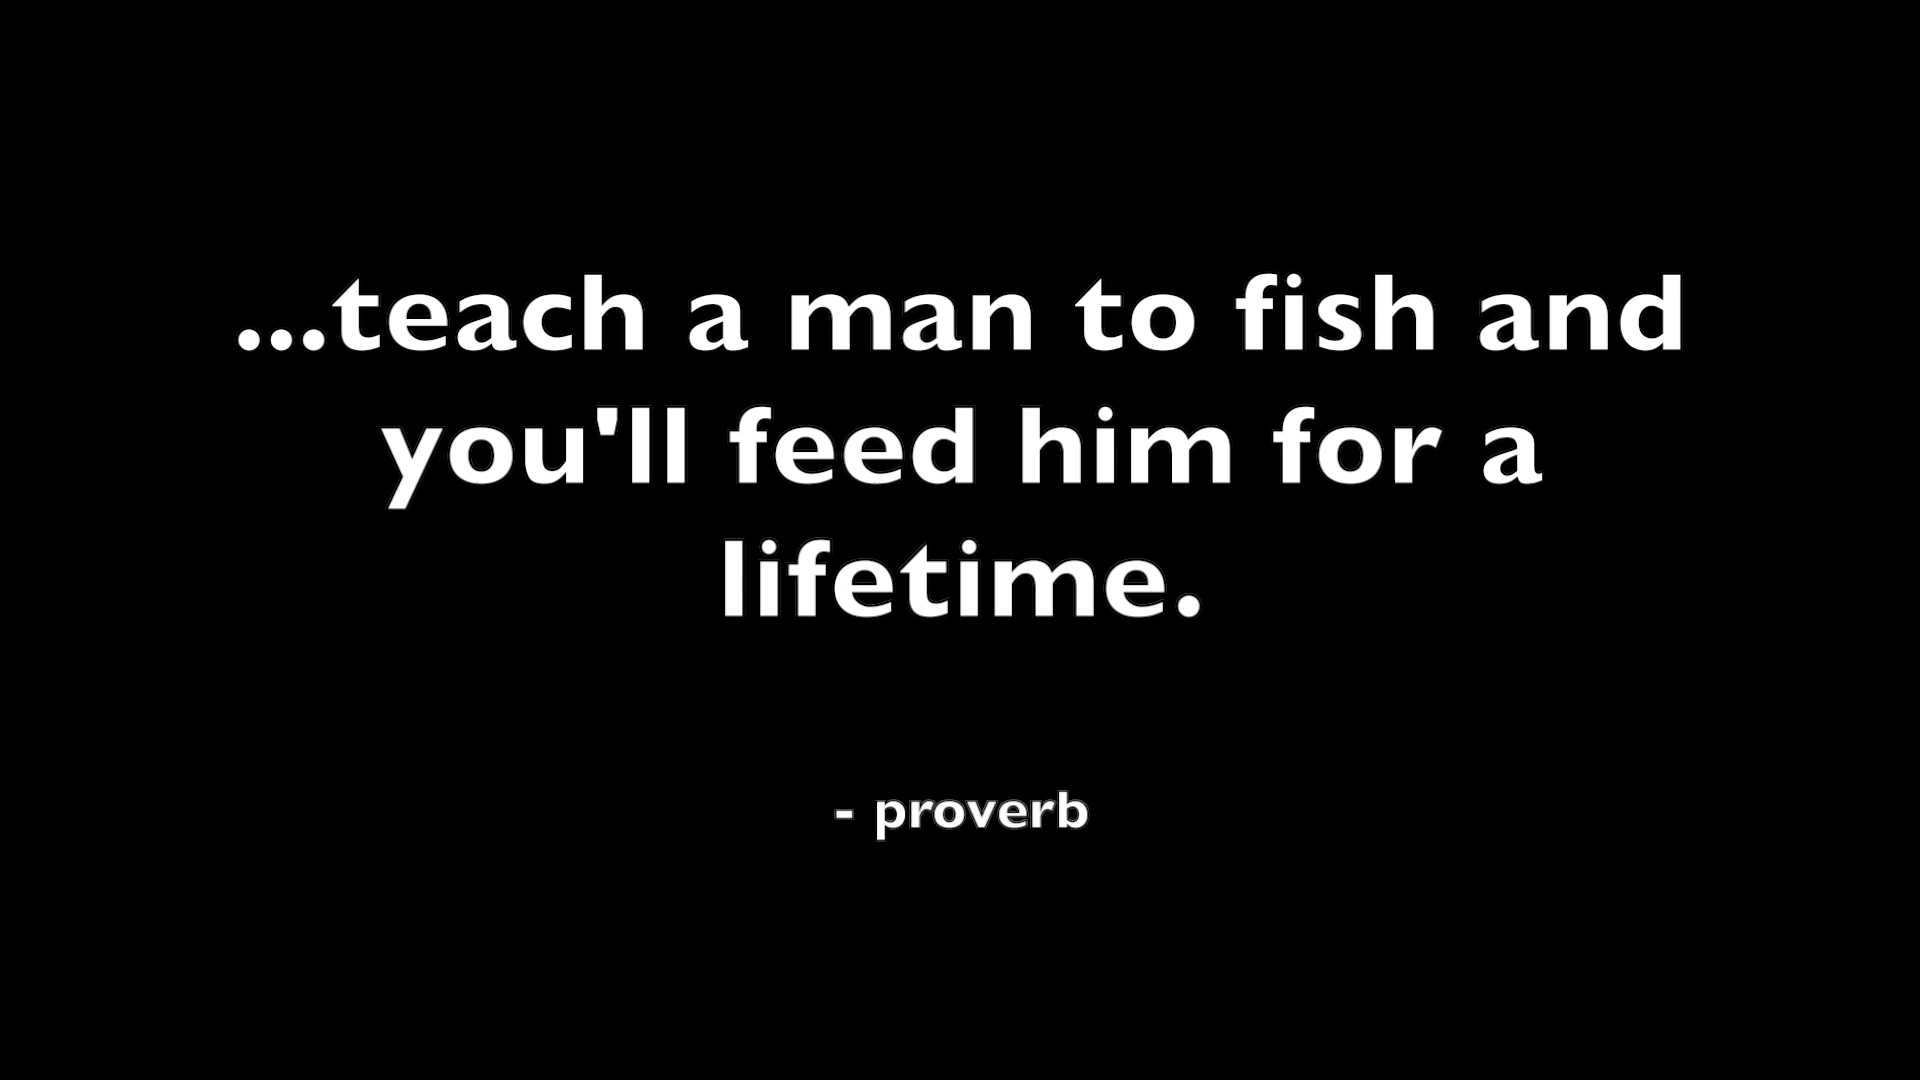 ...teach a man to fish and
you'll feed him for a
lifetime.
- proverb